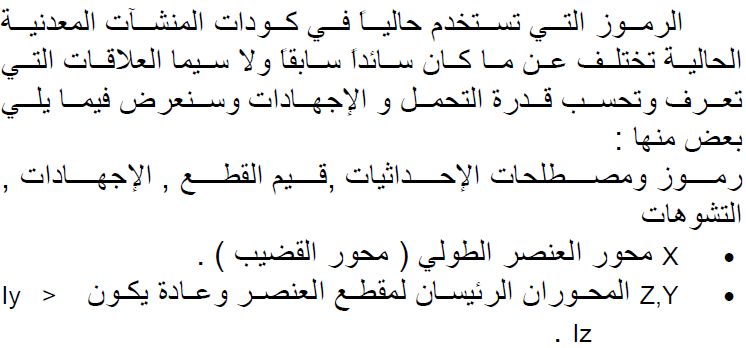 الرموز التي تستخدم حالياً في كودات المنشآت المعدنية
الحالية تختلف عن ما كان سائداً سابقاً ولا سيما العلاقات التي
تعرف وتحسب قدرة التحمل و الإجهادات وسنعرض فيما يلي
بعض منها :
رموز ومصطلحات الإحداثيات ,قيم القطع , الإجهادات ,
التشوهات
• X محور العنصر الطولي ( محور القضيب ) .
• Z,Y المحوران الرئيسان لمقطع العنصر وعادة يكون Iy >
Iz .